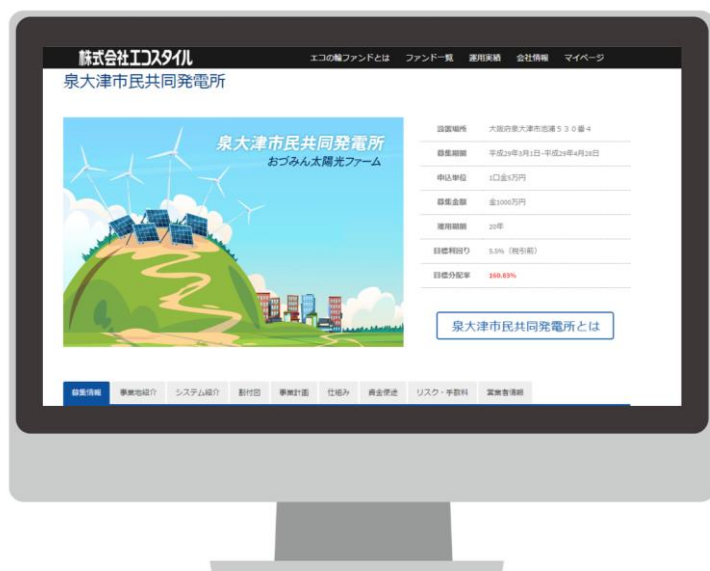 株式会社エコスタイル
エコの輪ファンドとは ファンド一覧 運用実績 会社情報 マイページ
泉大津市民共同発電所
泉大津市民共同発電所
おづみん太陽光ファーム
設置場所 大阪府泉大津市池浦530番4
募集期間 平成29年3月1日-平成29年4月28日
申込単位 1口金5万円
募集金額 金1000万円
運用期間 20年
目標利回り 5.5%(税引前)
目標分配率 169.65%
泉大津市民共同発電所とは
募集情報 事業地紹介 システム紹介 割付図 事業計画 仕組み 資金使途 リスク・手数料 営業者情報